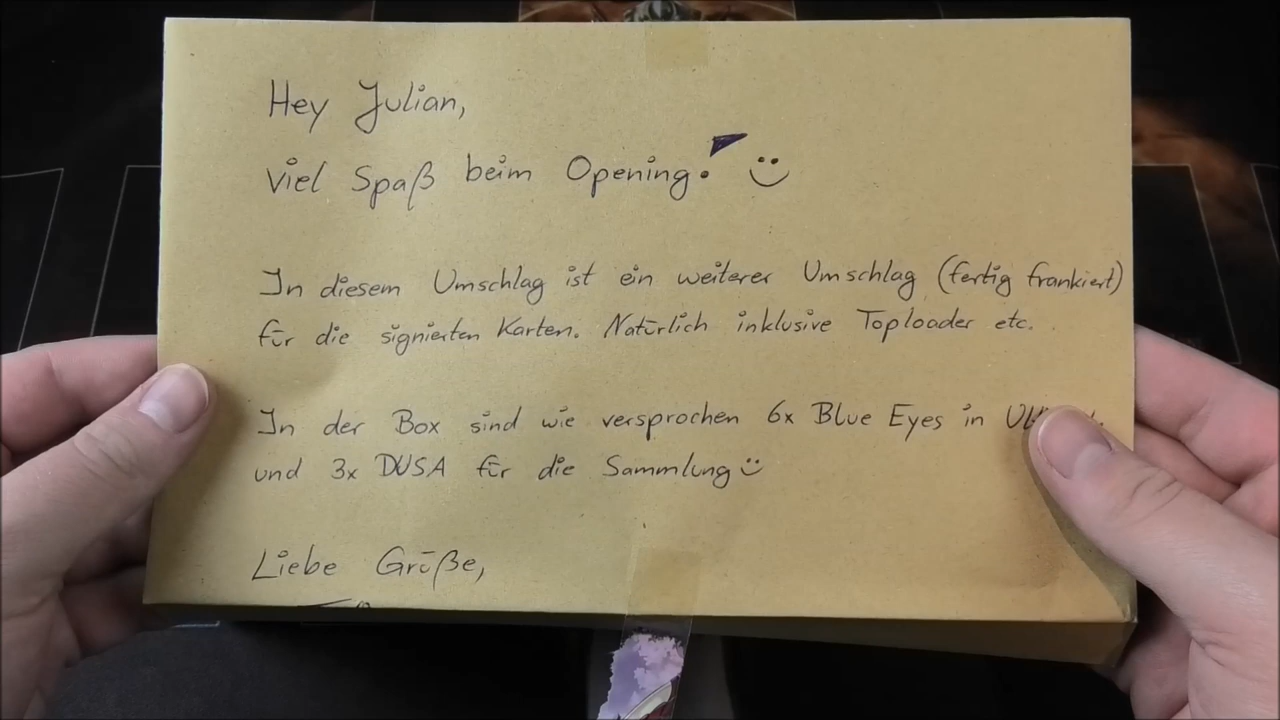 Hey Julian,
viel Spaß beim Opening!
In diesem Umschlag ist ein weiterer Umschlag (fertig frankiert)
für die signierten Karten. Natürlich inklusive Toploader etc.
In der Box sind wie versprochen 6x Blue Eyes in
und 3x DUSA für die Sammlung
Liebe Grüße,